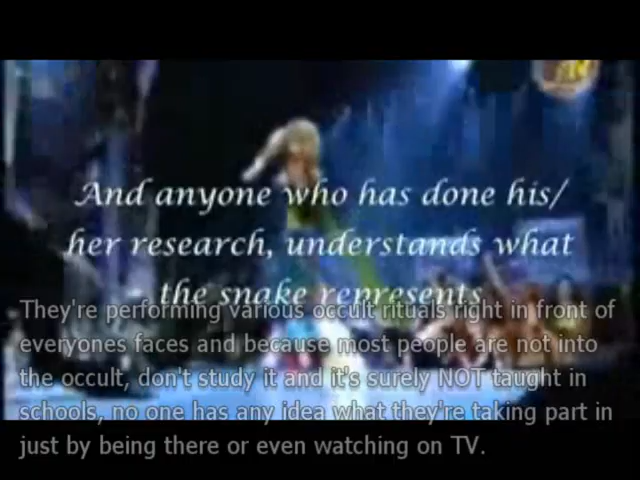 And anyone who has done his/
her research, understands what
the snake represents
They're performing various occult rituals right in front of
everyones faces and because most people are not into
the occult, don't study it and it's surely NOT taught in
schools, no one has any idea what they're taking part in
just by being there or even watching on TV.